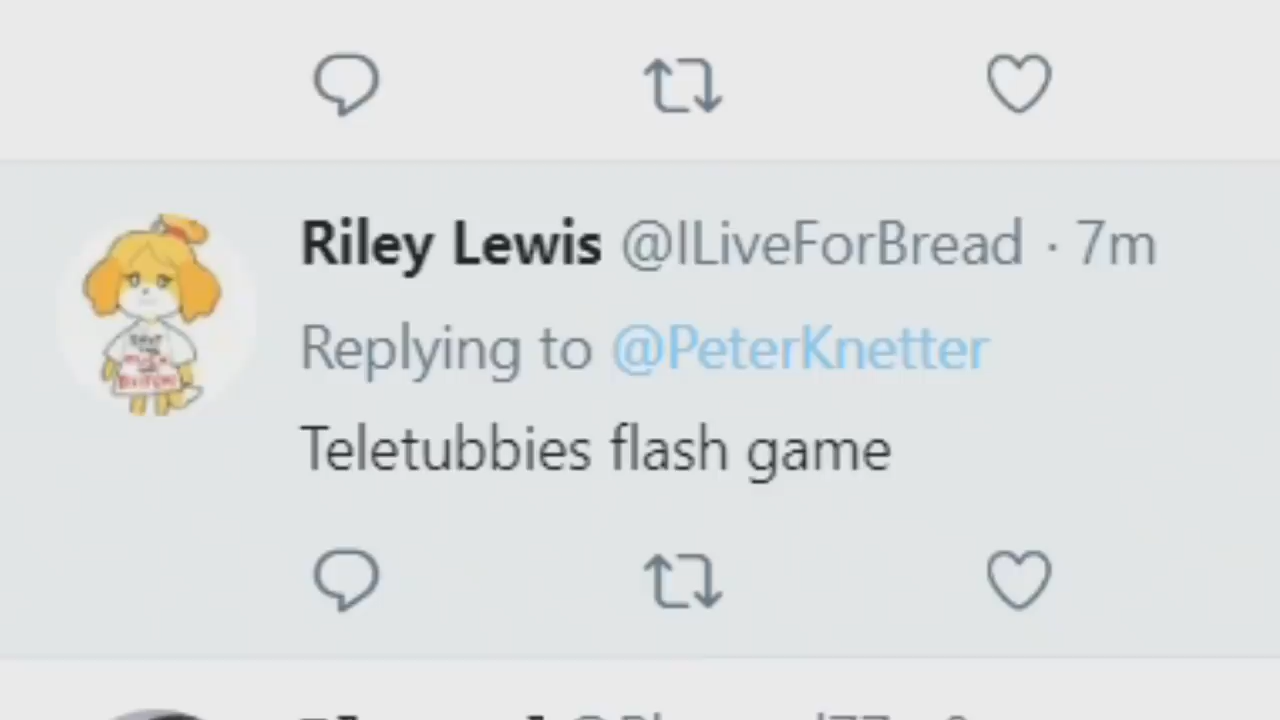 Riley Lewis @ILiveForBread · 7m
Replying to @PeterKnetter
Teletubbies flash game